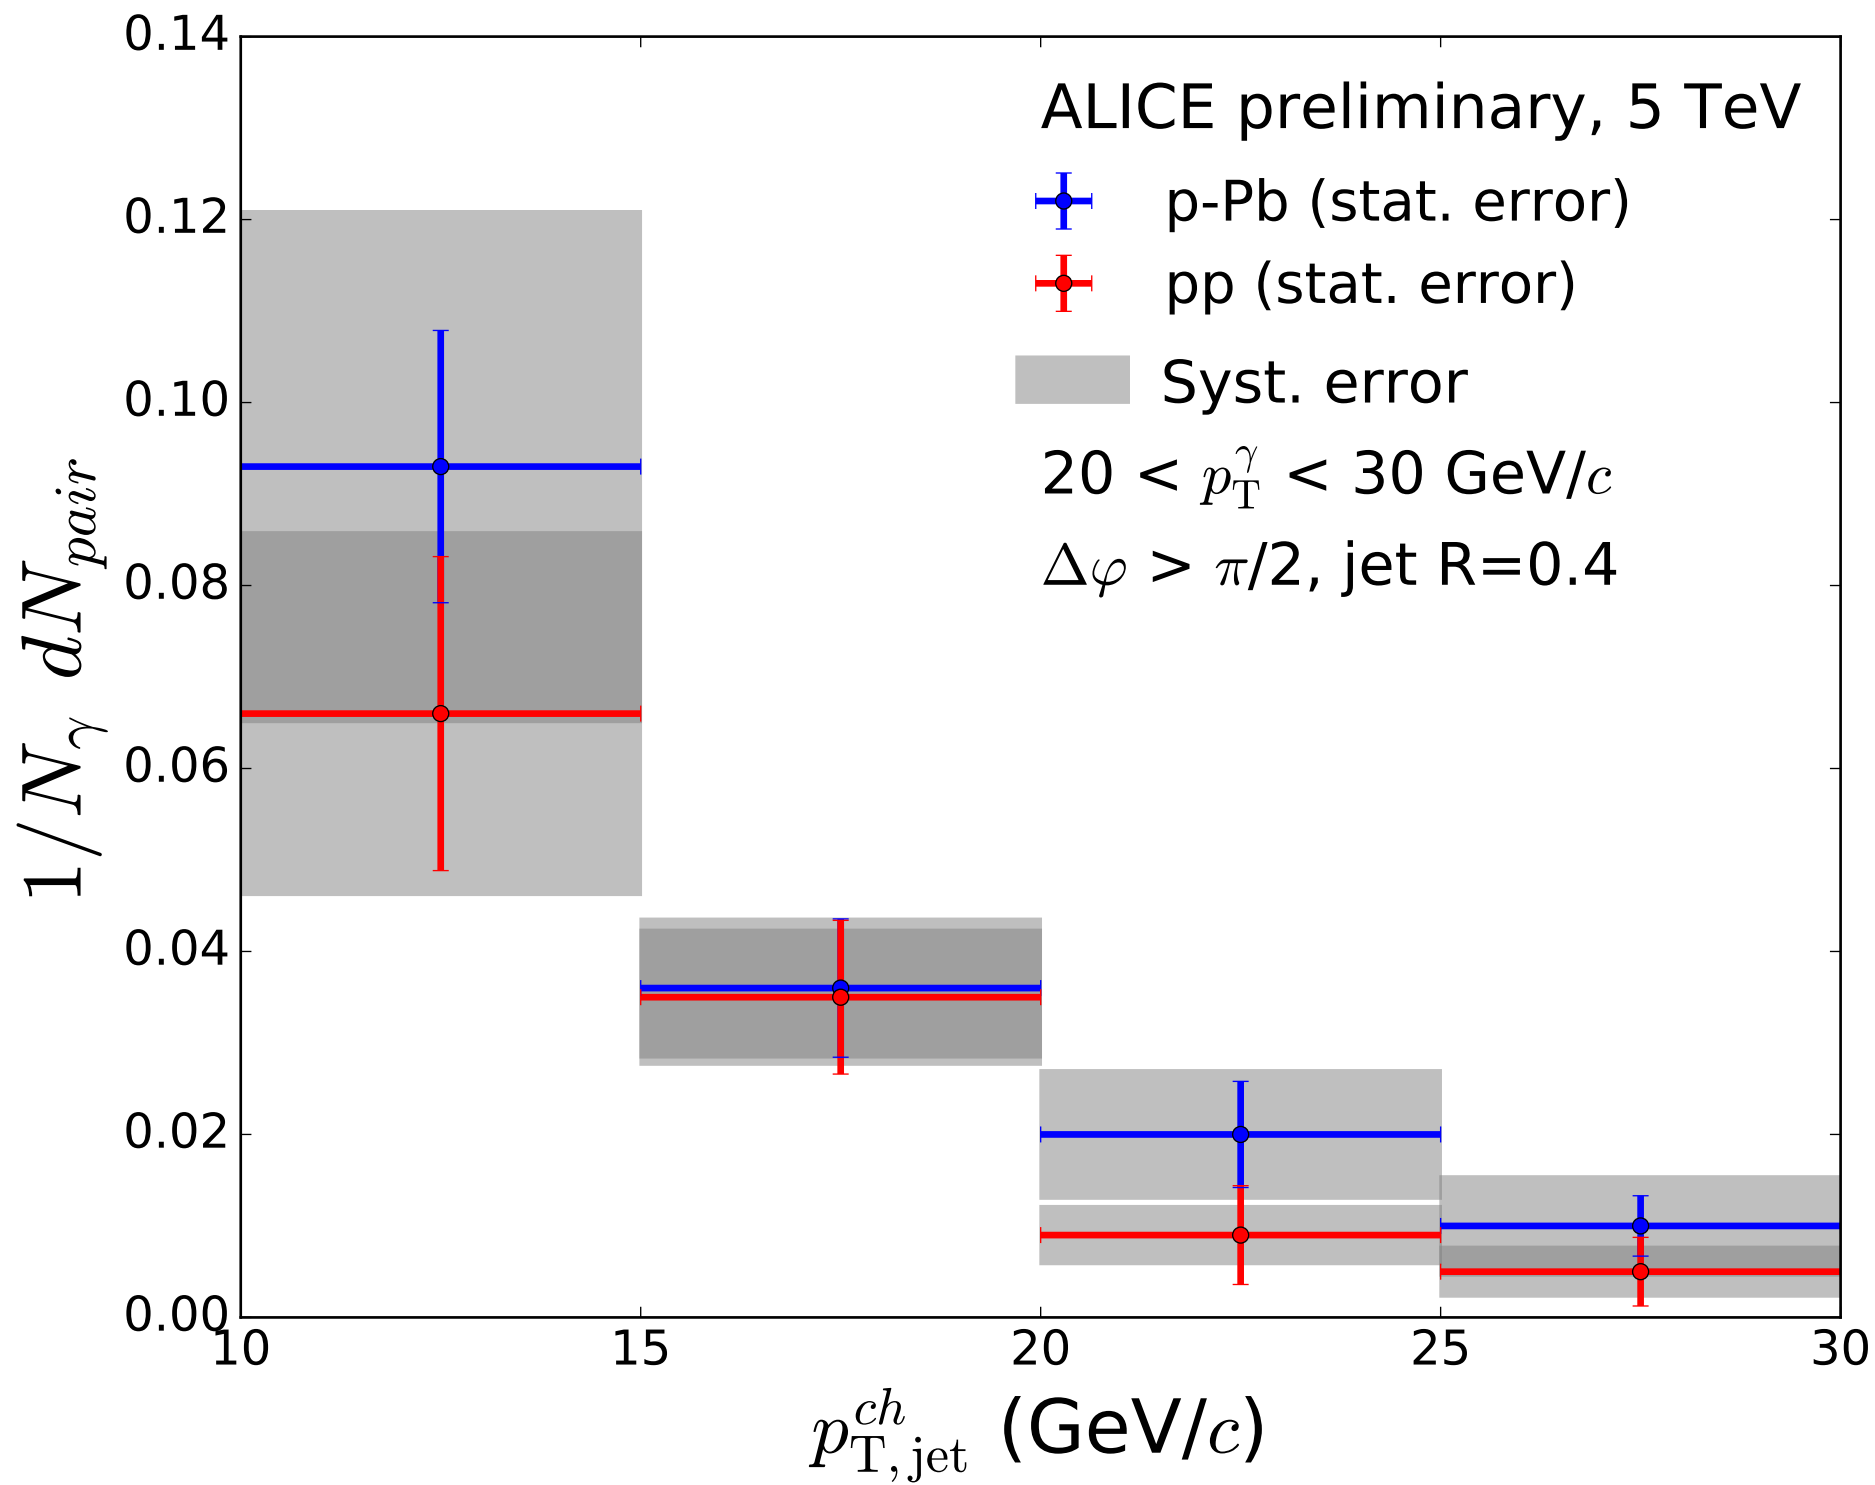 0.14
0.12
0.10
0.08
0.06
0.04
0.02
0.00
1/N_γ dN_pair
ALICE preliminary, 5 TeV
p-Pb (stat. error)
pp (stat. error)
Syst. error
20 < p_T^γ < 30 GeV/c
Δφ > π/2, jet R=0.4
10 15 20 25 30
p_T,jet^ch (GeV/c)